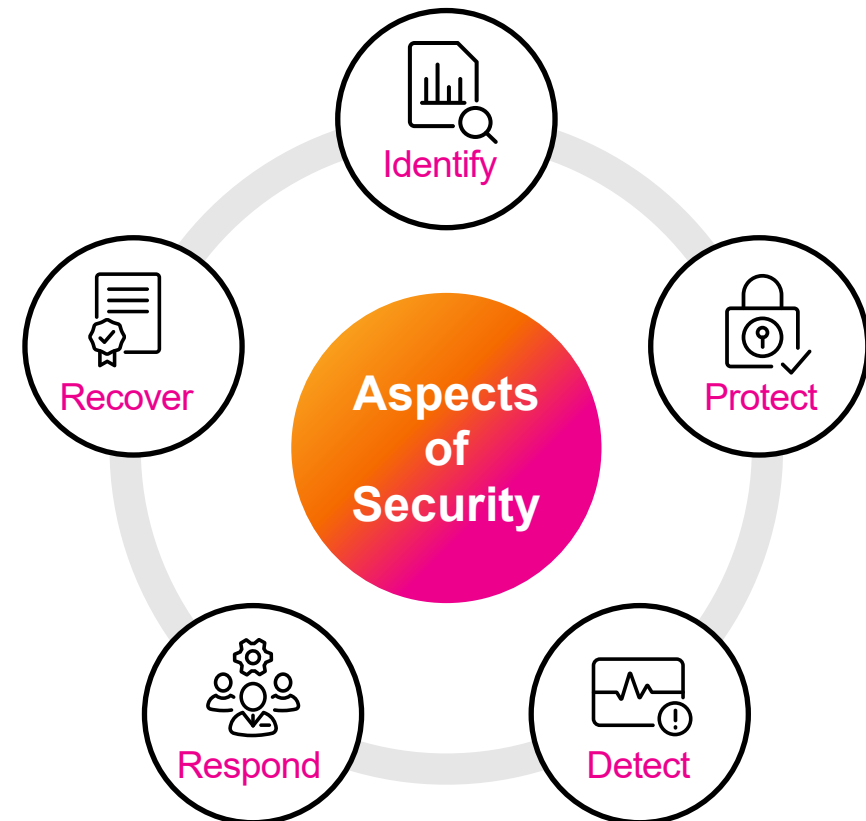 Identify
Protect
Detect
Respond
Recover
Aspects
of
Security